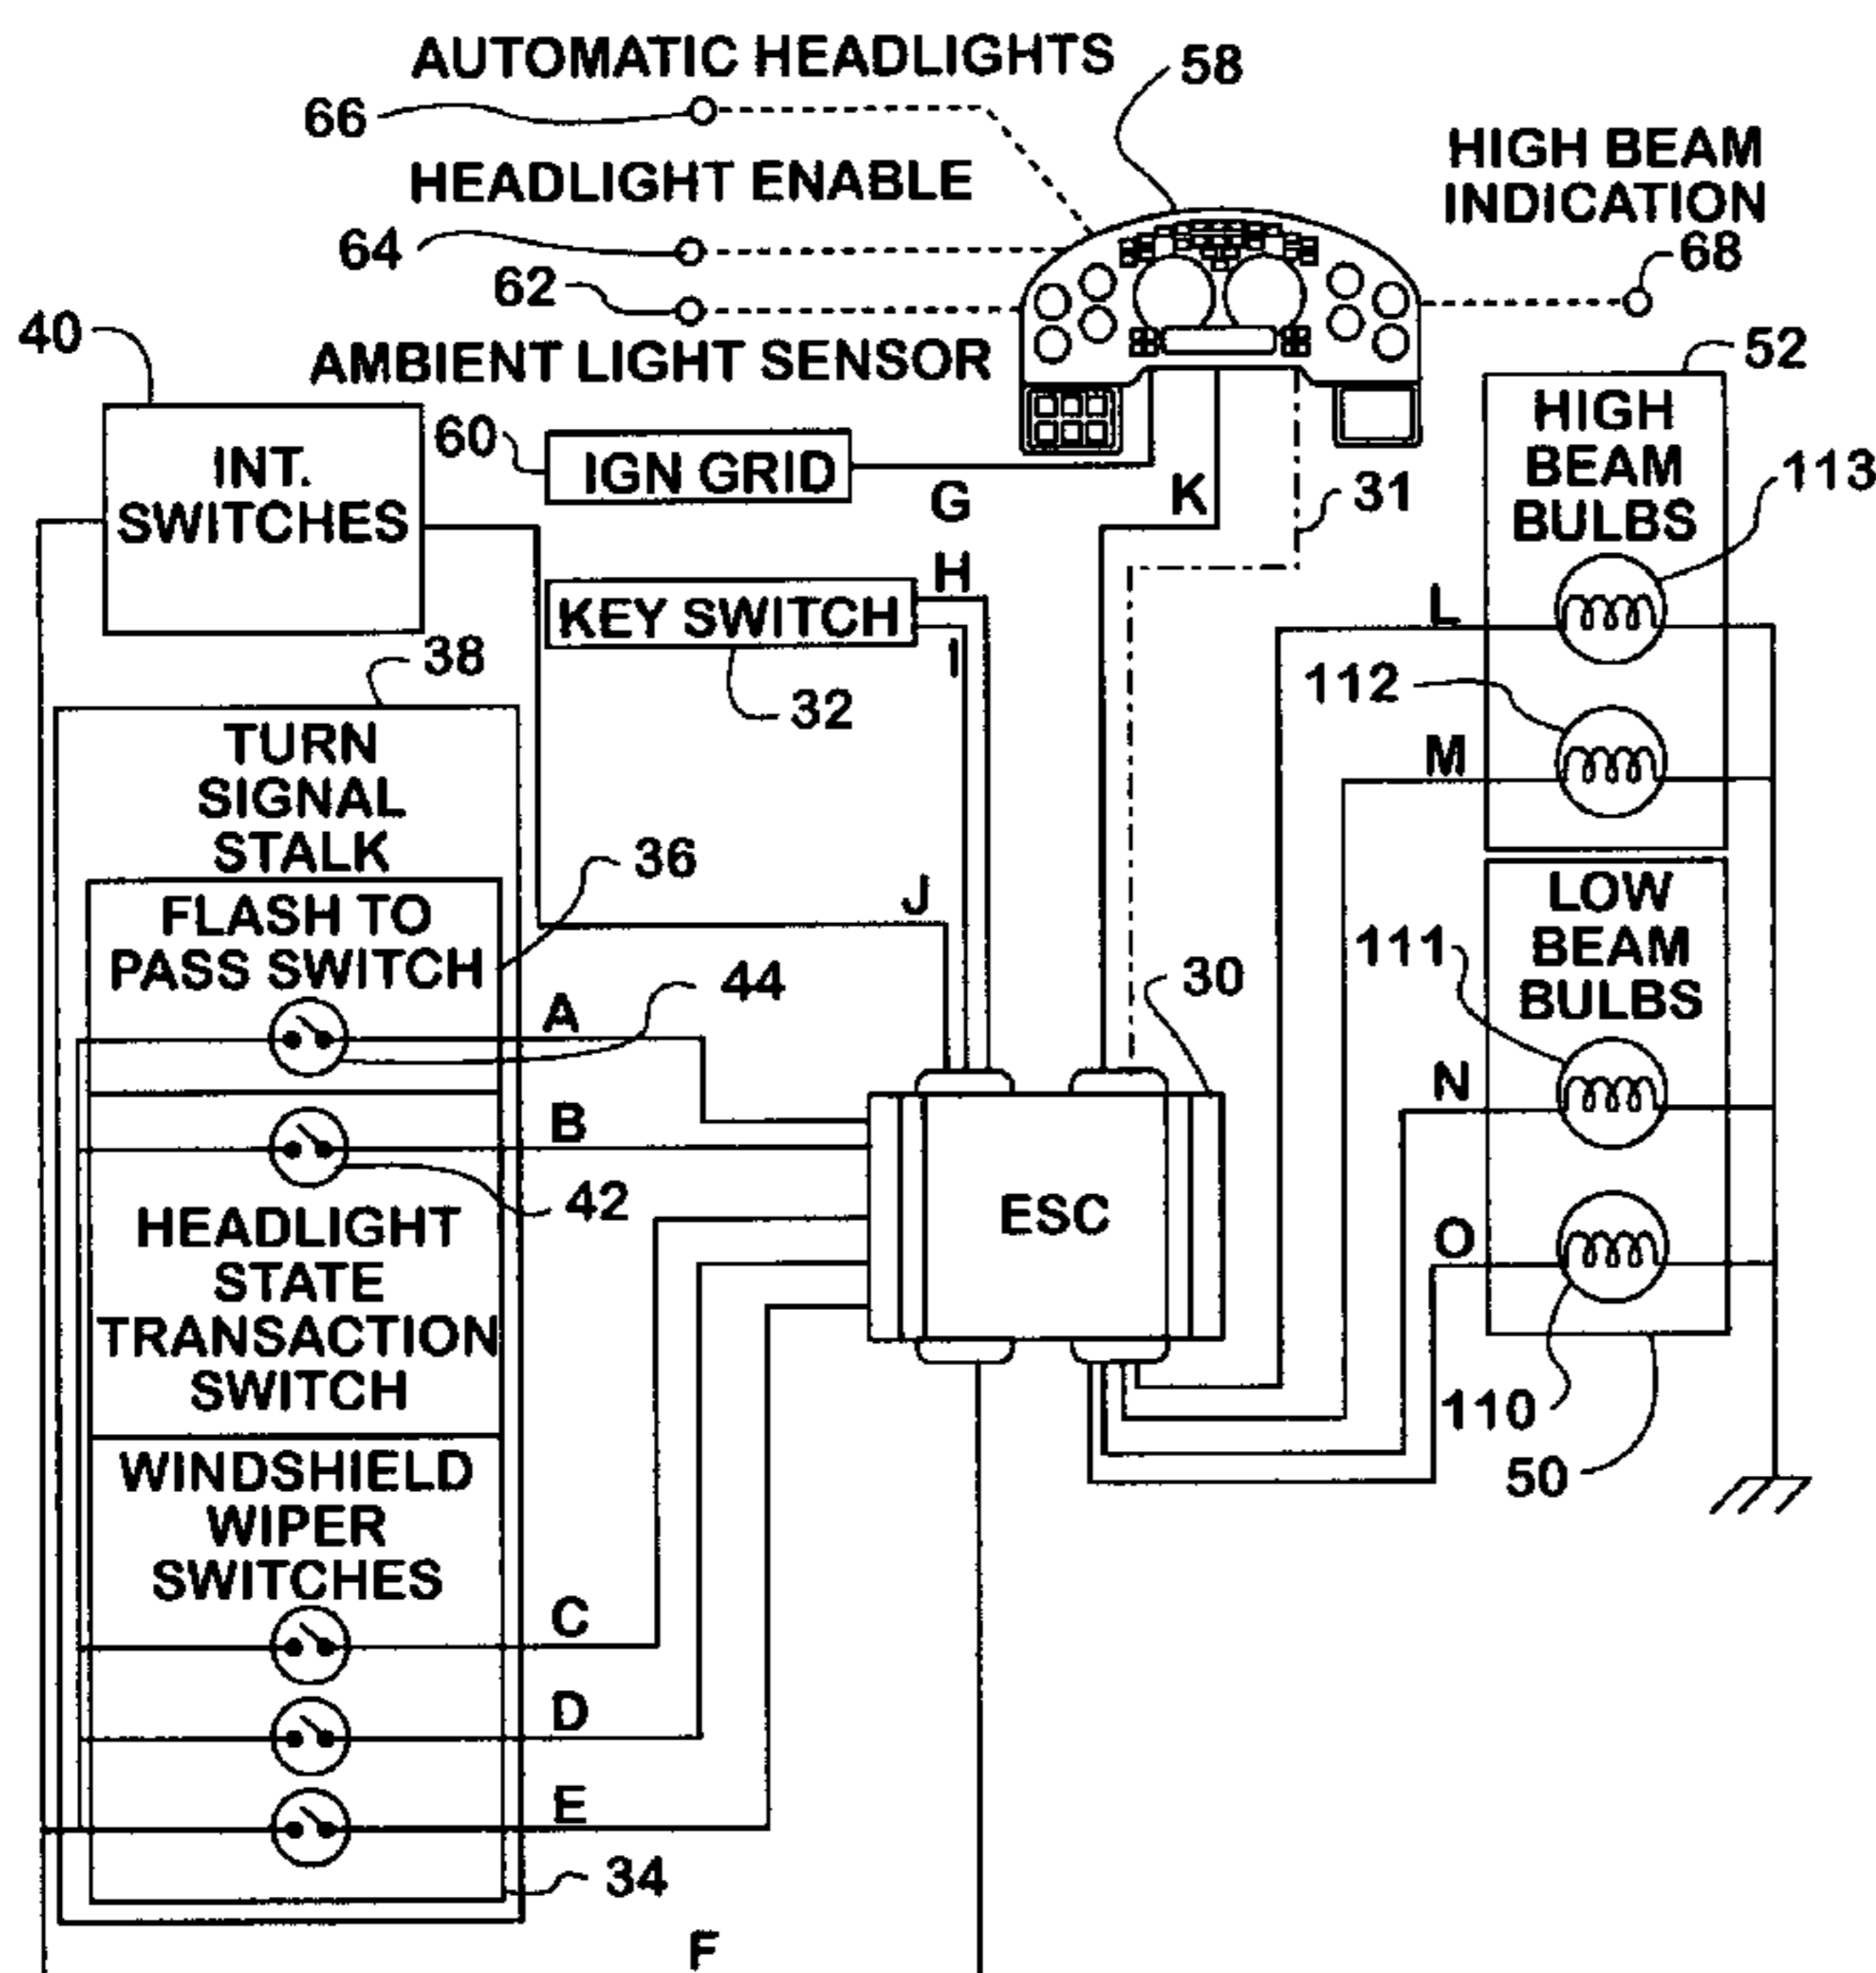 AUTOMATIC HEADLIGHTS
58
66
HEADLIGHT ENABLE
HIGH BEAM
INDICATION
64
68
62
40
AMBIENT LIGHT SENSOR
52
60
IGN GRID
G
K
31
INT.
SWITCHES
HIGH
BEAM
BULBS
113
H
KEY SWITCH
I
32
L
112
M
38
TURN
SIGNAL
STALK
36
FLASH TO
PASS SWITCH
44
A
J
30
LOW
BEAM
BULBS
111
N
B
42
HEADLIGHT
STATE
TRANSACTION
SWITCH
ESC
O
110
50
WINDSHIELD
WIPER
SWITCHES
C
D
E
34
F